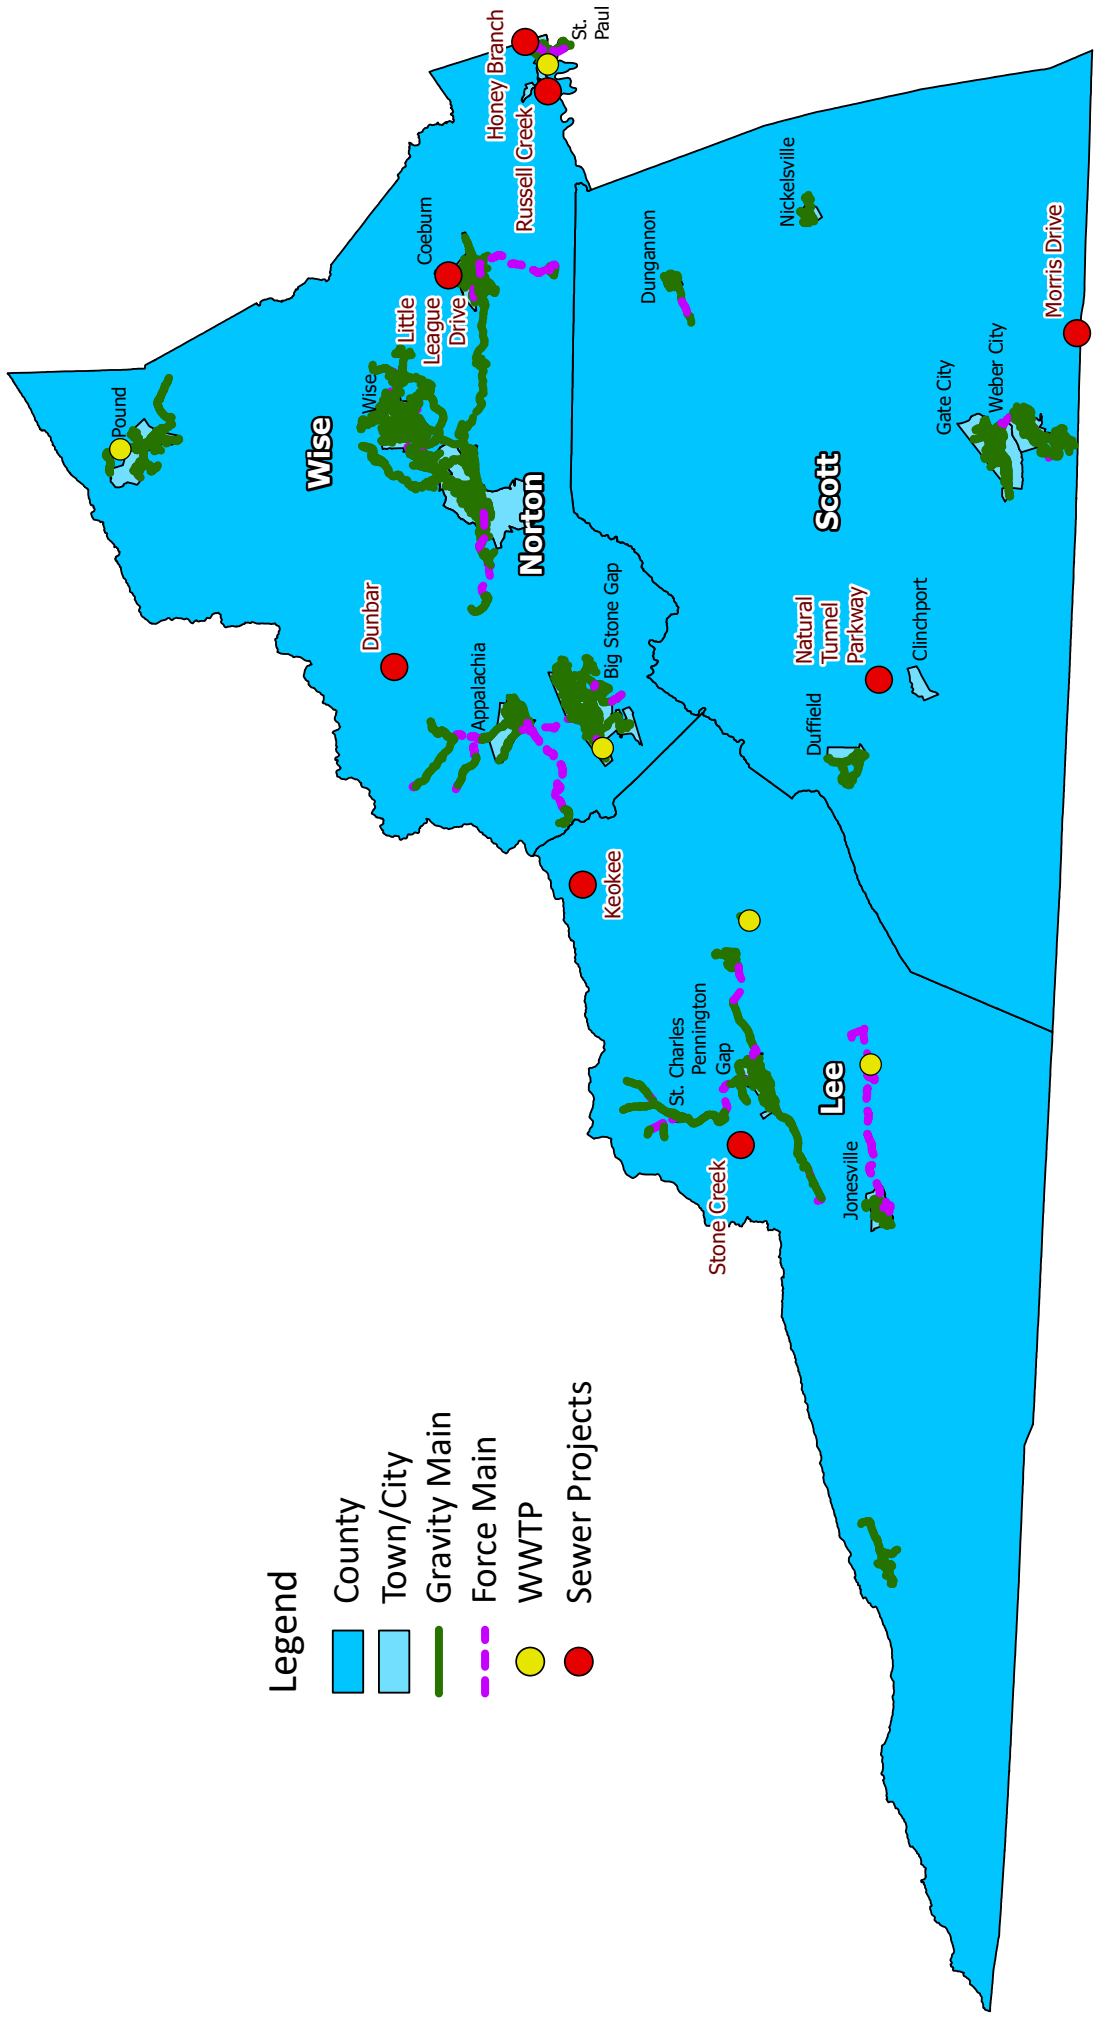 Legend
County
Town/City
Gravity Main
Force Main
WWTP
Sewer Projects
Pound
Wise
Wise
Little
League
Drive
Coeburn
Honey Branch
Russell Creek
St.
Paul
Norton
Dunbar
Appalachia
Big Stone Gap
Keokee
St. Charles
Pennington
Gap
Stone Creek
Lee
Jonesville
Dungannon
Nickelsville
Scott
Natural
Tunnel
Parkway
Clinchport
Duffield
Gate City
Weber City
Morris Drive